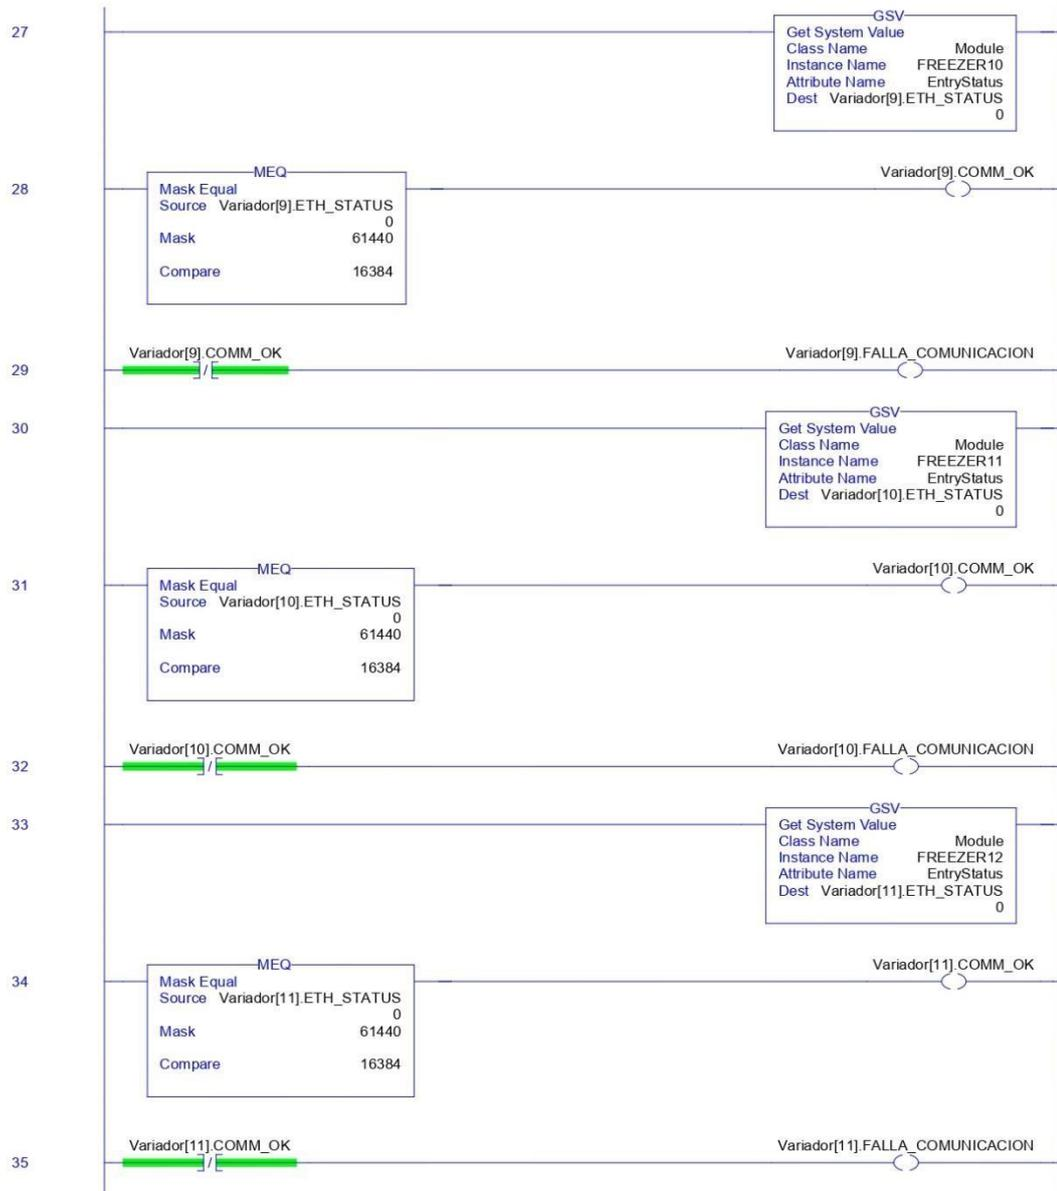 27
GSV
Get System Value
Class Name Module
Instance Name FREEZER10
Attribute Name EntryStatus
Dest Variador[9].ETH_STATUS
0
28
MEQ
Mask Equal
Source Variador[9].ETH_STATUS
0
Mask 61440
Compare 16384
Variador[9].COMM_OK
29
Variador[9].COMM_OK
/
Variador[9].FALLA_COMUNICACION
30
GSV
Get System Value
Class Name Module
Instance Name FREEZER11
Attribute Name EntryStatus
Dest Variador[10].ETH_STATUS
0
31
MEQ
Mask Equal
Source Variador[10].ETH_STATUS
0
Mask 61440
Compare 16384
Variador[10].COMM_OK
32
Variador[10].COMM_OK
/
Variador[10].FALLA_COMUNICACION
33
GSV
Get System Value
Class Name Module
Instance Name FREEZER12
Attribute Name EntryStatus
Dest Variador[11].ETH_STATUS
0
34
MEQ
Mask Equal
Source Variador[11].ETH_STATUS
0
Mask 61440
Compare 16384
Variador[11].COMM_OK
35
Variador[11].COMM_OK
/
Variador[11].FALLA_COMUNICACION